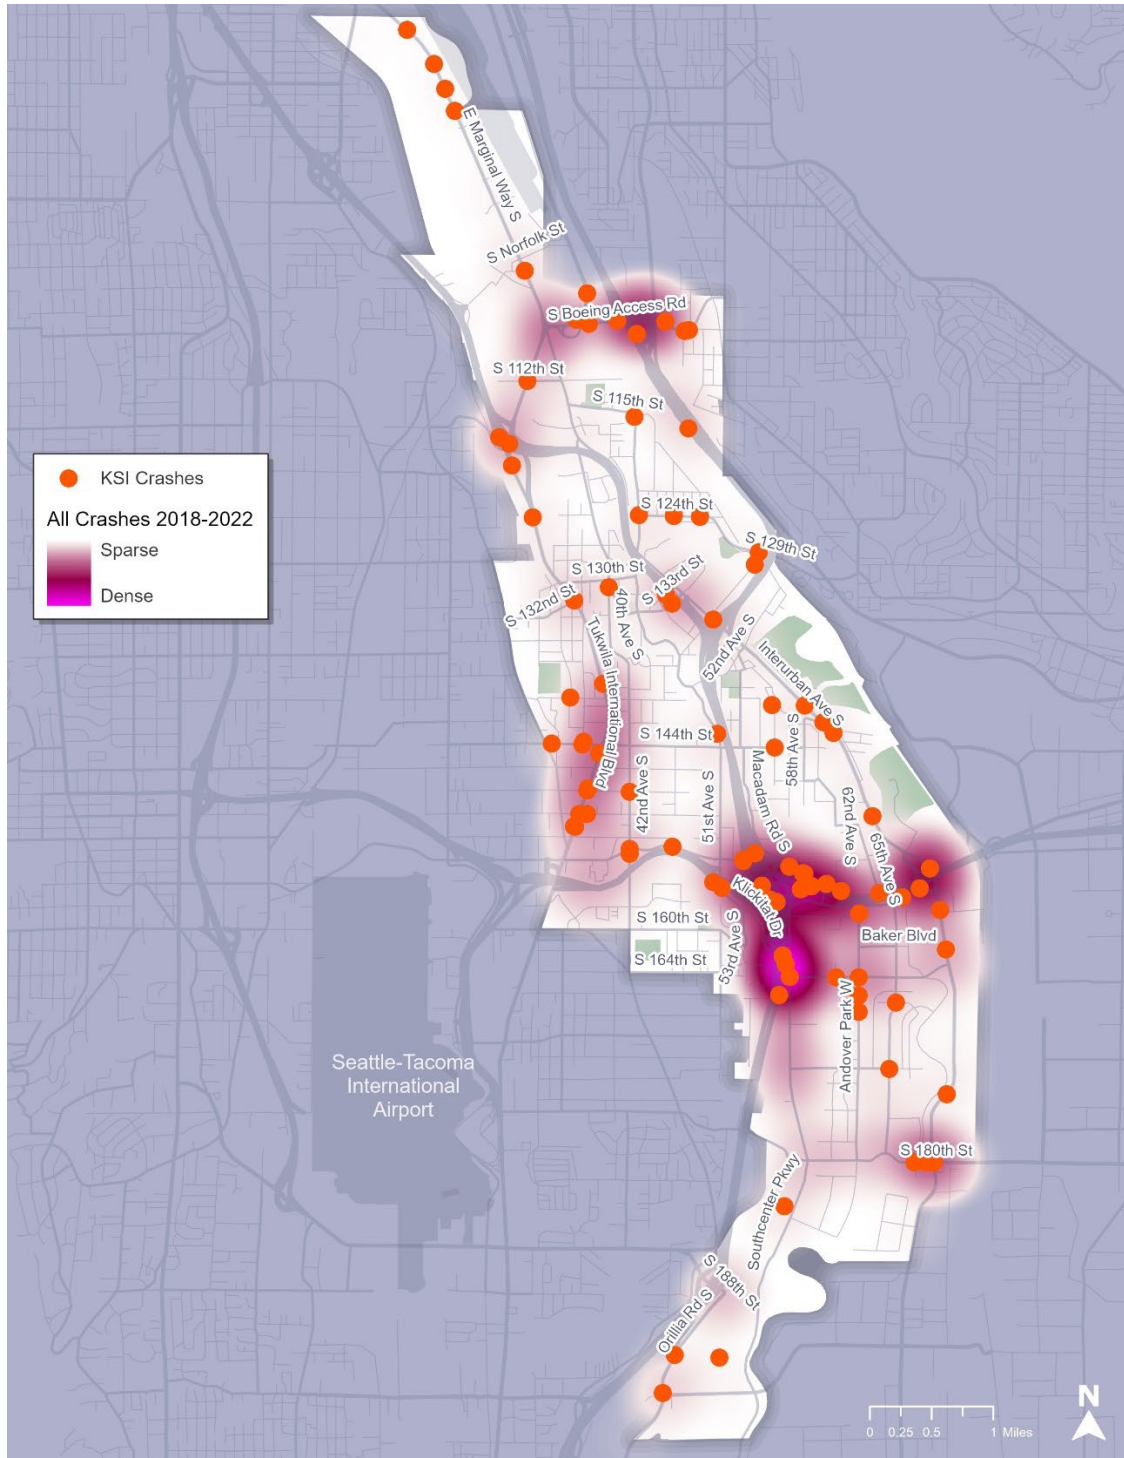 E Marginal Way S
S Norfolk St
S Boeing Access Rd
S 112th St
S 115th St
KSI Crashes
All Crashes 2018-2022
Sparse
Dense
S 124th St
S 129th St
S 130th St
S 133rd St
S 132nd St
40th Ave S
52nd Ave S
Tukwila International Blvd
Interurban Ave S
S 144th St
58th Ave S
Macadam Rd S
42nd Ave S
51st Ave S
62nd Ave S
65th Ave S
Klickitat Dr
S 160th St
53rd Ave S
Baker Blvd
S 164th St
Andover Park W
Seattle-Tacoma
International
Airport
S 180th St
Southcenter Pkwy
S 188th St
Orillia Rd S
N
0 0.25 0.5 1 Miles